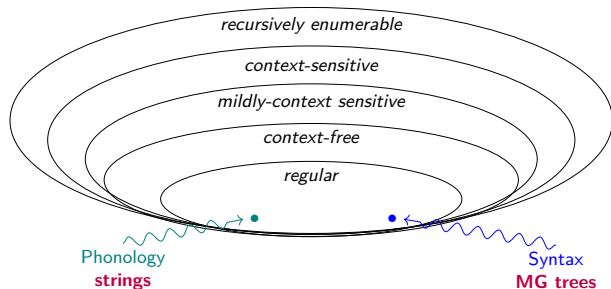 recursively enumerable
context-sensitive
mildly-context sensitive
context-free
regular
Phonology
strings
Syntax
MG trees